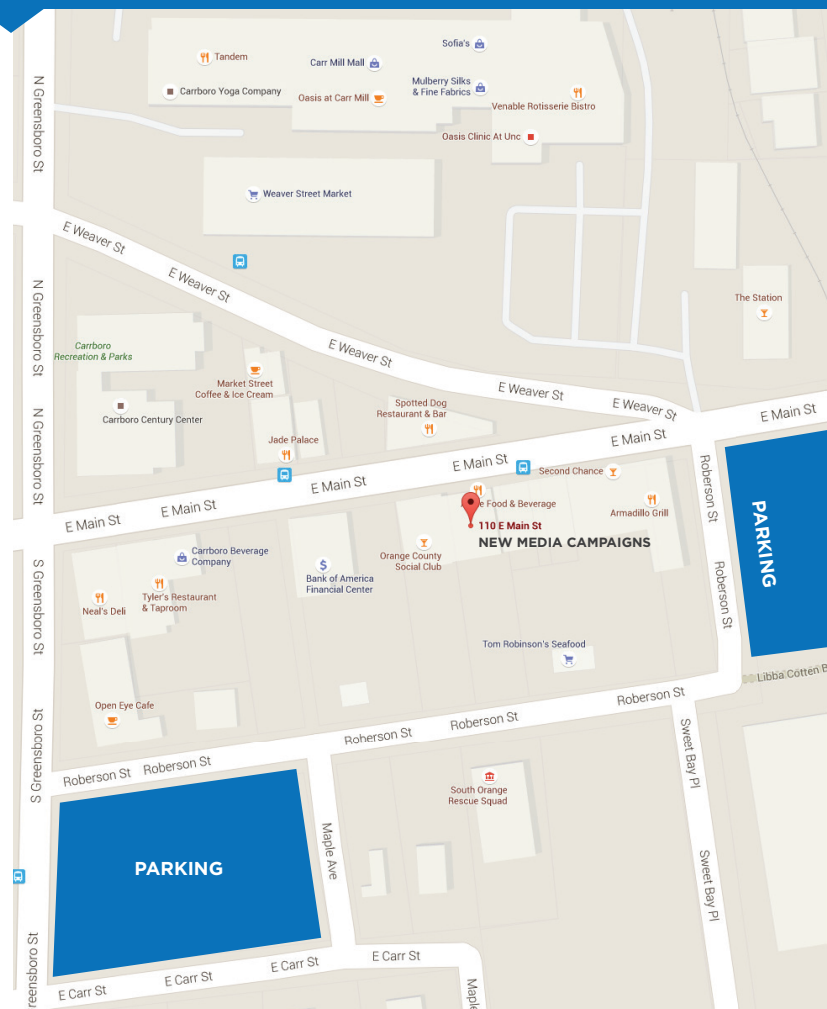 Sofia's
Tandem
Carr Mill Mall
Mulberry Silks
& Fine Fabrics
Carrboro Yoga Company
Oasis at Carr Mill
Venable Rotisserie Bistro
Oasis Clinic At Unc
N Greensboro St
Weaver Street Market
E Weaver St
E Weaver St
N Greensboro St
The Station
Carrboro
Recreation & Parks
E Weaver St
Market Street
Coffee & Ice Cream
E Weaver St
E Weaver St
Spotted Dog
Restaurant & Bar
Carrboro Century Center
E Main St
N Greensboro St
Jade Palace
E Main St
E Main St
Second Chance
E Main St
E Main St
E Main St
Roberson St
Food & Beverage
Armadillo Grill
110 E Main St
NEW MEDIA CAMPAIGNS
PARKING
Carrboro Beverage
Company
Orange County
Social Club
Bank of America
Financial Center
S Greensboro St
Neal's Deli
Tyler's Restaurant
& Taproom
Roberson St
Tom Robinson's Seafood
Libba Cotten B
Open Eye Cafe
Roberson St
Roberson St
Roberson St
S Greensboro St
Roberson St
Roberson St
Sweet Bay Pl
South Orange
Rescue Squad
Maple Ave
PARKING
Sweet Bay Pl
reensboro St
E Carr St
E Carr St
E Carr St
E Carr St
Maple